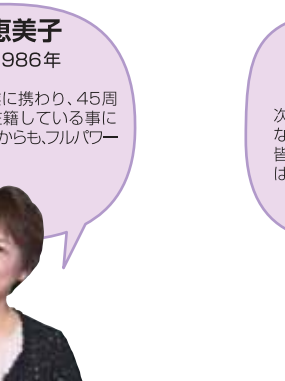 恵美子
986年
に携わり、45周
籍している事に
からも、フルパワー
次
な
皆
は